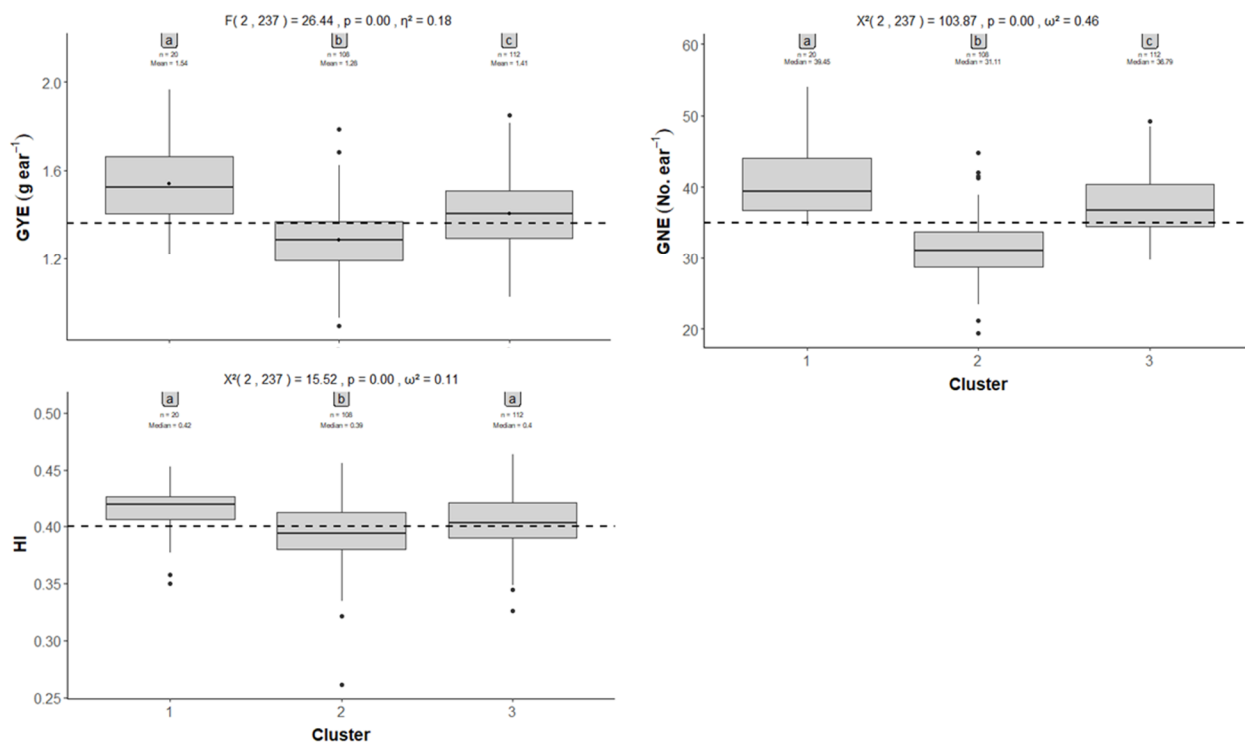 F( 2 , 237 ) = 26.44 , p = 0.00 , η² = 0.18
a
b
c
n = 20
n = 108
n = 112
Mean = 1.54
Mean = 1.28
Mean = 1.41
2.0
1.6
1.2
GYE (g ear⁻¹)
X²( 2 , 237 ) = 103.87 , p = 0.00 , ω² = 0.46
60
a
b
c
n = 20
n = 108
n = 112
Median = 39.45
Median = 31.11
Median = 36.79
50
40
30
20
GNE (No. ear⁻¹)
1
2
3
Cluster
X²( 2 , 237 ) = 15.52 , p = 0.00 , ω² = 0.11
a
b
a
n = 20
n = 108
n = 112
Median = 0.42
Median = 0.39
Median = 0.4
0.50
0.45
0.40
0.35
0.30
0.25
HI
1
2
3
Cluster